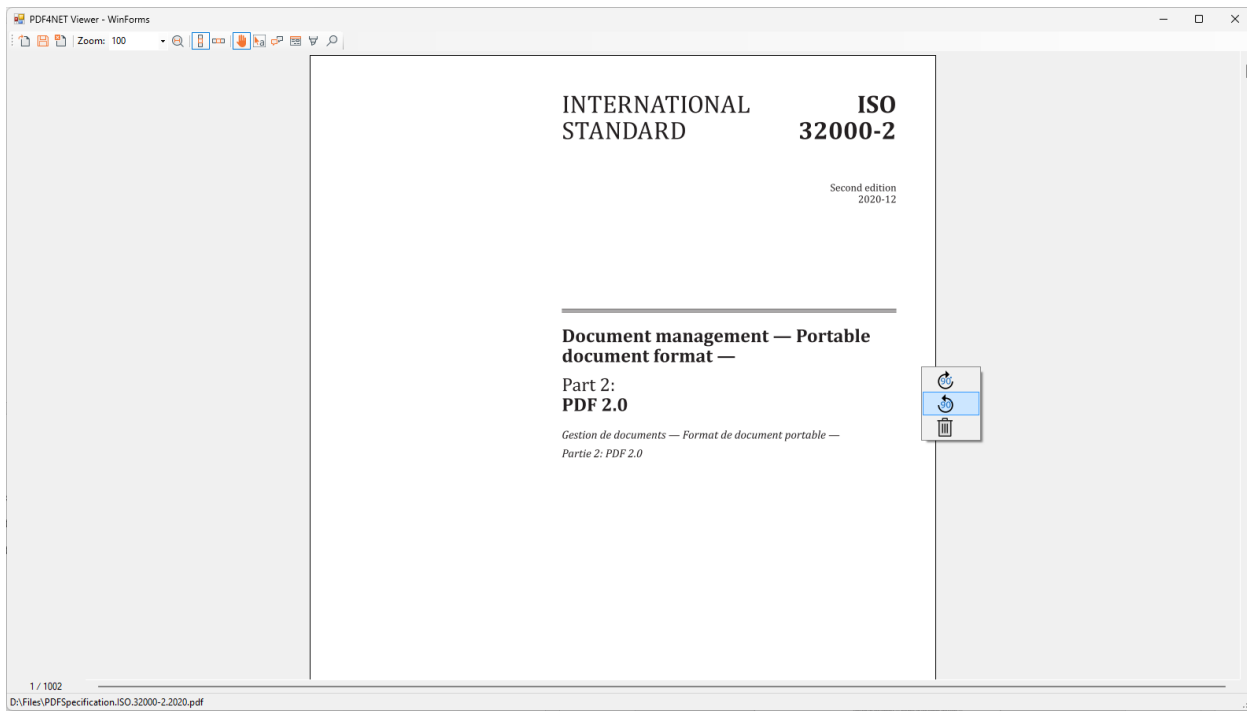 PDF4NET Viewer - WinForms
Zoom: 100
INTERNATIONAL STANDARD
ISO 32000-2
Second edition
2020-12
Document management — Portable
document format —
Part 2:
PDF 2.0
Gestion de documents — Format de document portable —
Partie 2: PDF 2.0
90
90
1 / 1002
D:\Files\PDFSpecification.ISO.32000-2.2020.pdf